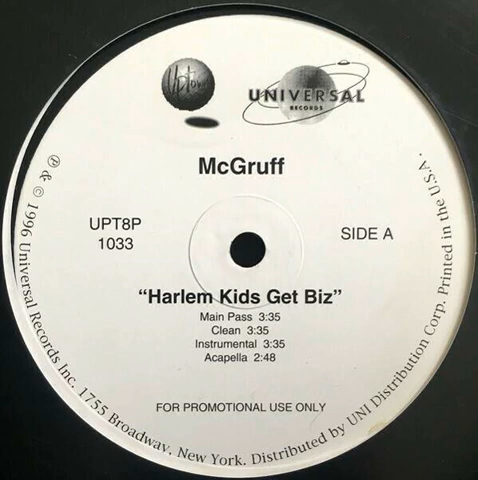 Uptown
UNIVERSAL
RECORDS
McGruff
UPT8P
1033
SIDE A
“Harlem Kids Get Biz”
Main Pass 3:35
Clean 3:35
Instrumental 3:35
Acapella 2:48
FOR PROMOTIONAL USE ONLY
℗ & © 1996 Universal Records Inc. 1755 Broadway, New York. Distributed by UNI Distribution Corp. Printed in the U.S.A.